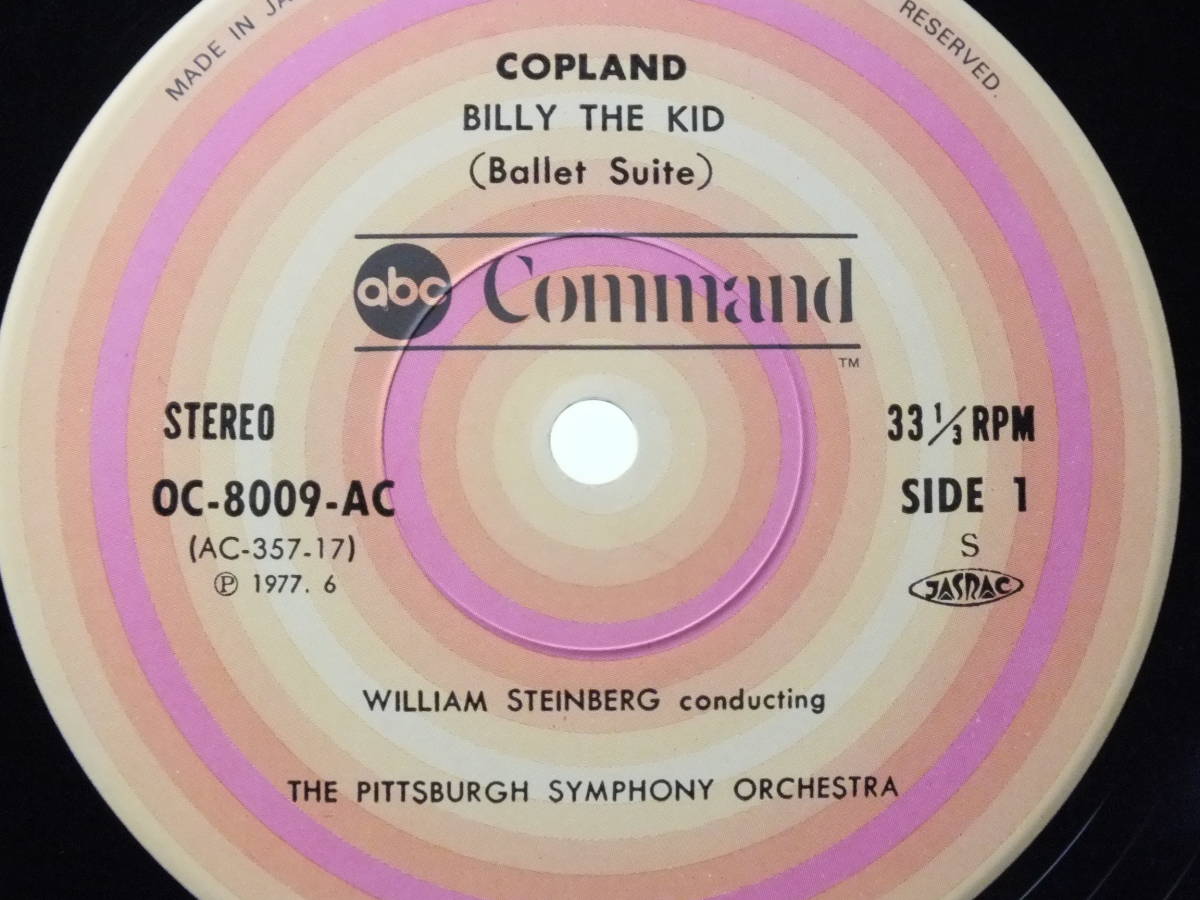 MADE IN
RESERVED.
COPLAND
BILLY THE KID
(Ballet Suite)
abc Command
TM
STEREO
33 1/3 RPM
OC-8009-AC
SIDE 1
(AC-357-17)
S
℗ 1977. 6
JASRAC
WILLIAM STEINBERG conducting
THE PITTSBURGH SYMPHONY ORCHESTRA